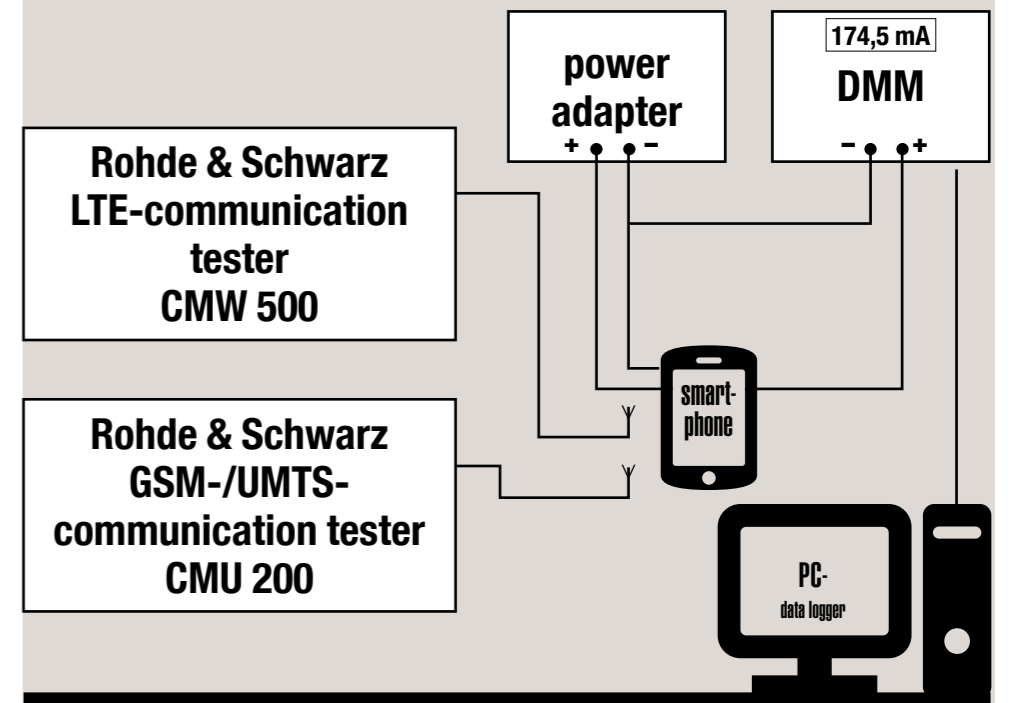 174,5 mA
power
adapter
+ –
DMM
– +
Rohde & Schwarz
LTE-communication
tester
CMW 500
smart-
phone
Rohde & Schwarz
GSM-/UMTS-
communication tester
CMU 200
PC-
data logger